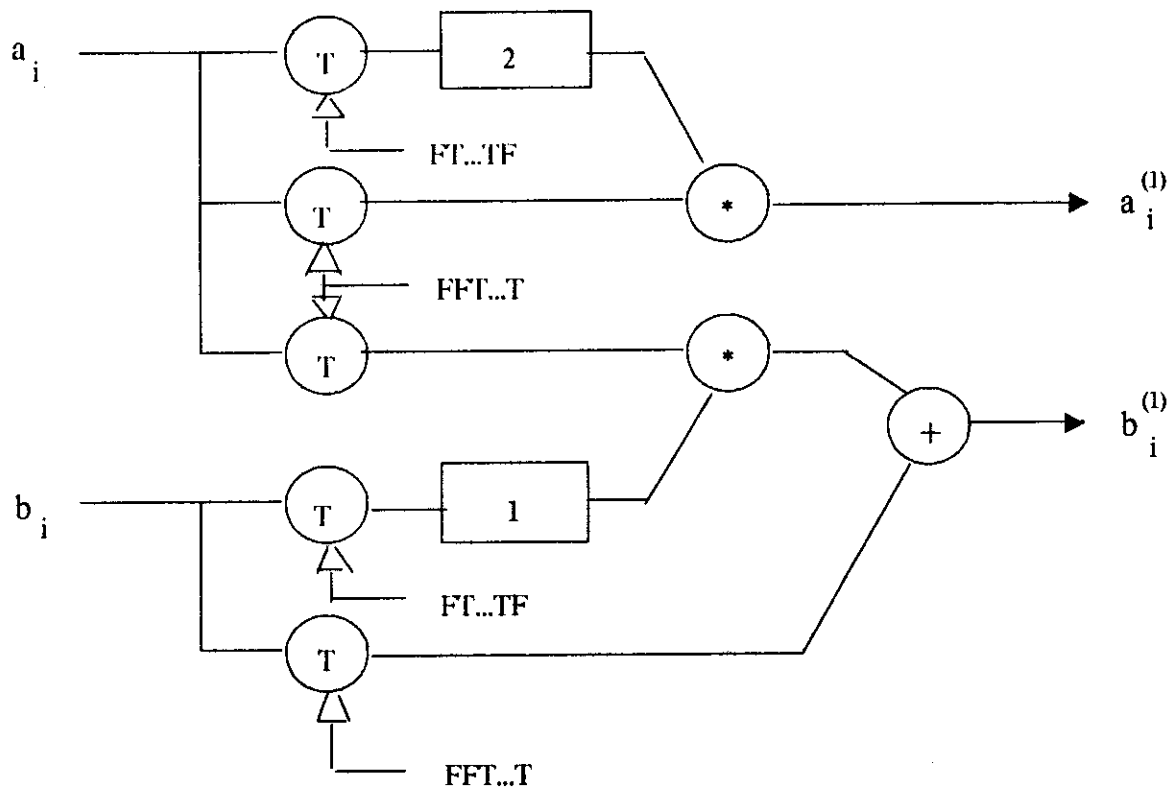 a i
T
2
FT...TF
T
*
a i (1)
FFT...T
T
*
b i (1)
+
b i
T
1
FT...TF
T
FFT...T